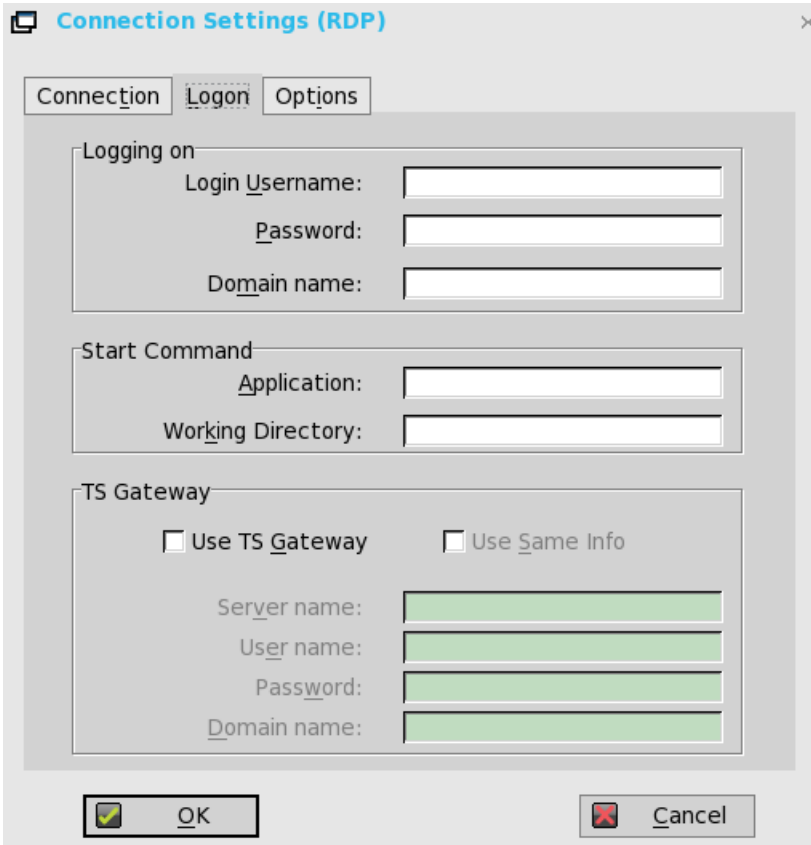 Connection Settings (RDP)
Connection Logon Options
Logging on
Login Username:
Password:
Domain name:
Start Command
Application:
Working Directory:
TS Gateway
Use TS Gateway Use Same Info
Server name:
User name:
Password:
Domain name:
OK Cancel